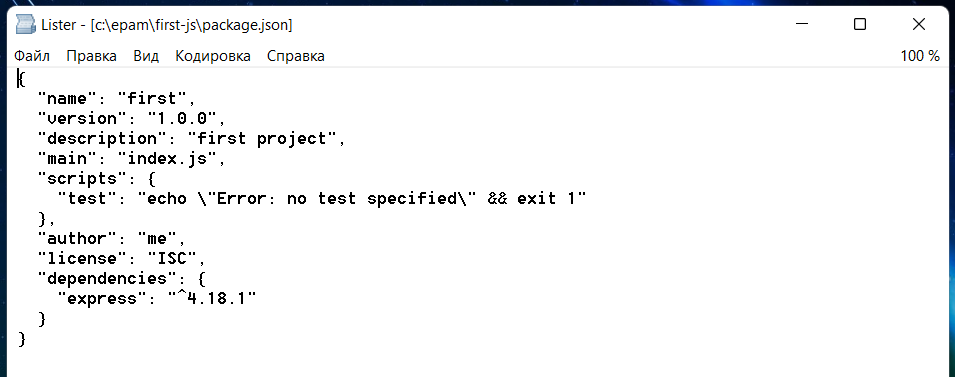 Lister - [c:\epam\first-js\package.json]
Файл Правка Вид Кодировка Справка 100 %
{
  "name": "first",
  "version": "1.0.0",
  "description": "first project",
  "main": "index.js",
  "scripts": {
    "test": "echo \"Error: no test specified\" && exit 1"
  },
  "author": "me",
  "license": "ISC",
  "dependencies": {
    "express": "^4.18.1"
  }
}